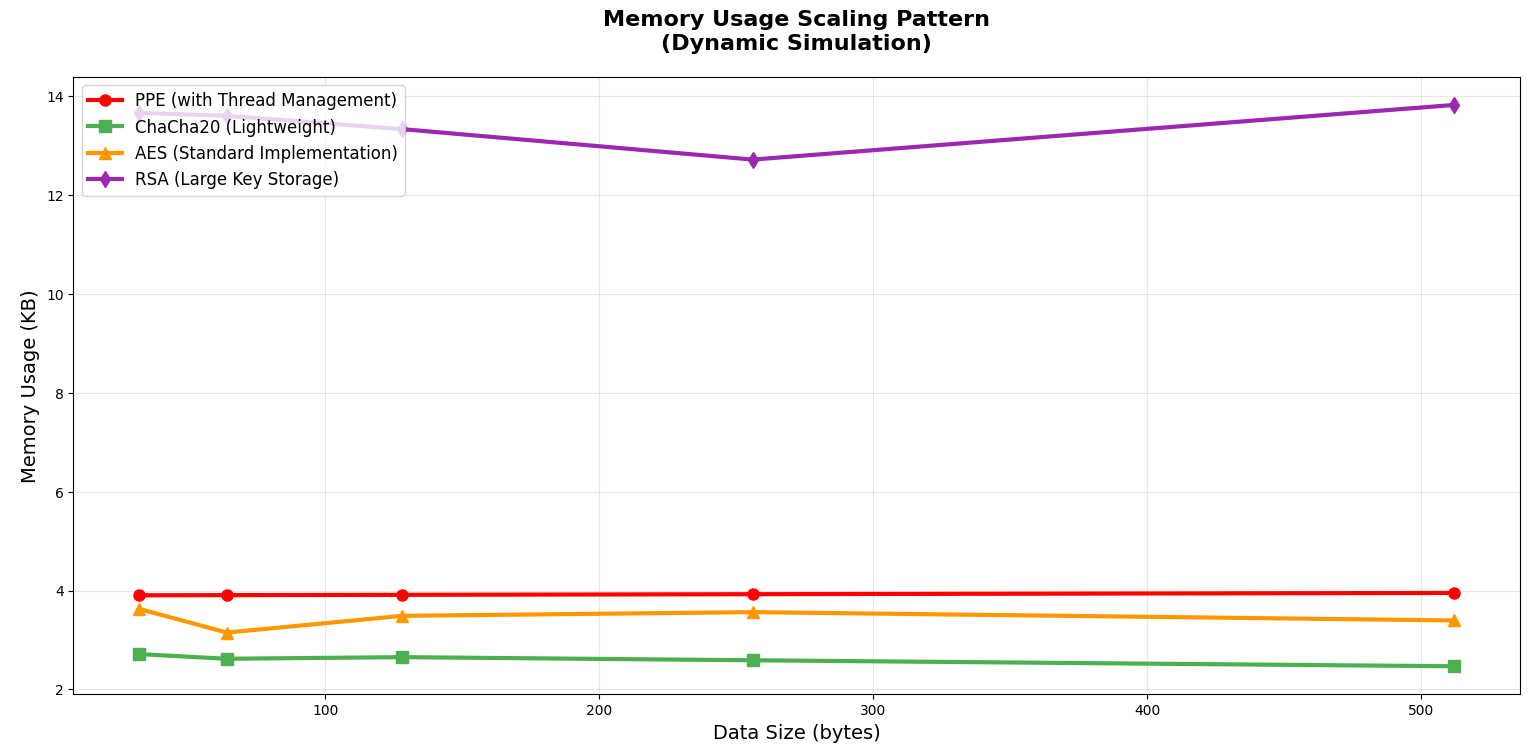 Memory Usage Scaling Pattern
(Dynamic Simulation)
PPE (with Thread Management)
ChaCha20 (Lightweight)
AES (Standard Implementation)
RSA (Large Key Storage)
Memory Usage (KB)
14
12
10
8
6
4
2
100
200
300
400
500
Data Size (bytes)